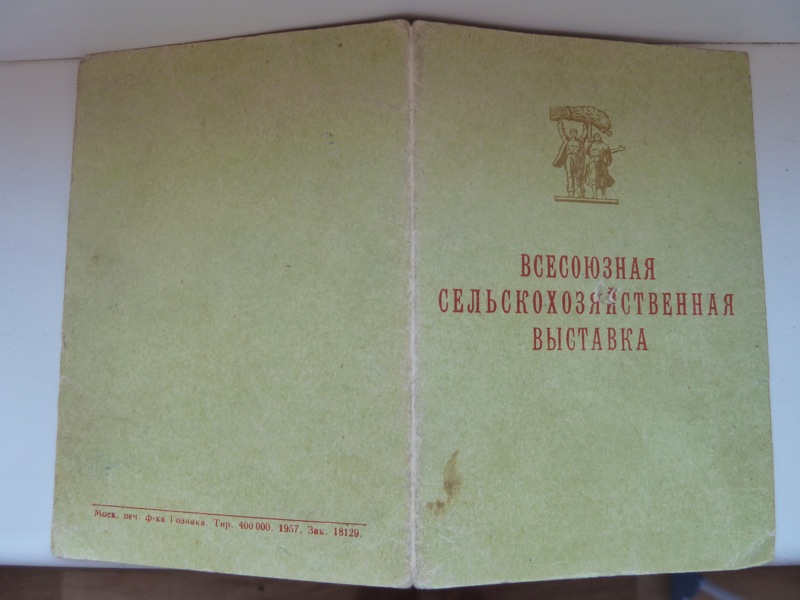 ВСЕСОЮЗНАЯ
СЕЛЬСКОХОЗЯЙСТВЕННАЯ
ВЫСТАВКА
Моск. печ. ф-ка Гознака. Тир. 400 000. 1957. Зак. 18129.